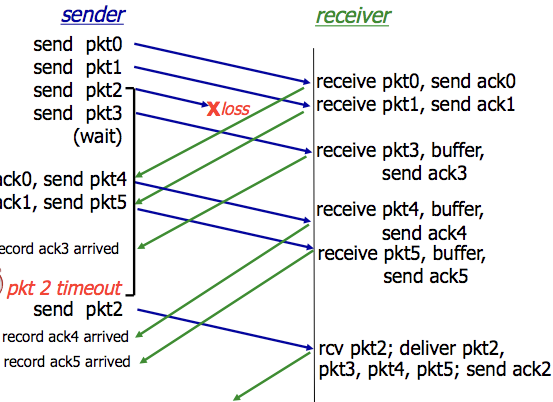 sender
receiver
send pkt0
send pkt1
send pkt2
send pkt3
(wait)
X loss
receive pkt0, send ack0
receive pkt1, send ack1
receive pkt3, buffer,
send ack3
ack0, send pkt4
ack1, send pkt5
record ack3 arrived
receive pkt4, buffer,
send ack4
receive pkt5, buffer,
send ack5
pkt 2 timeout
send pkt2
record ack4 arrived
record ack5 arrived
rcv pkt2; deliver pkt2,
pkt3, pkt4, pkt5; send ack2